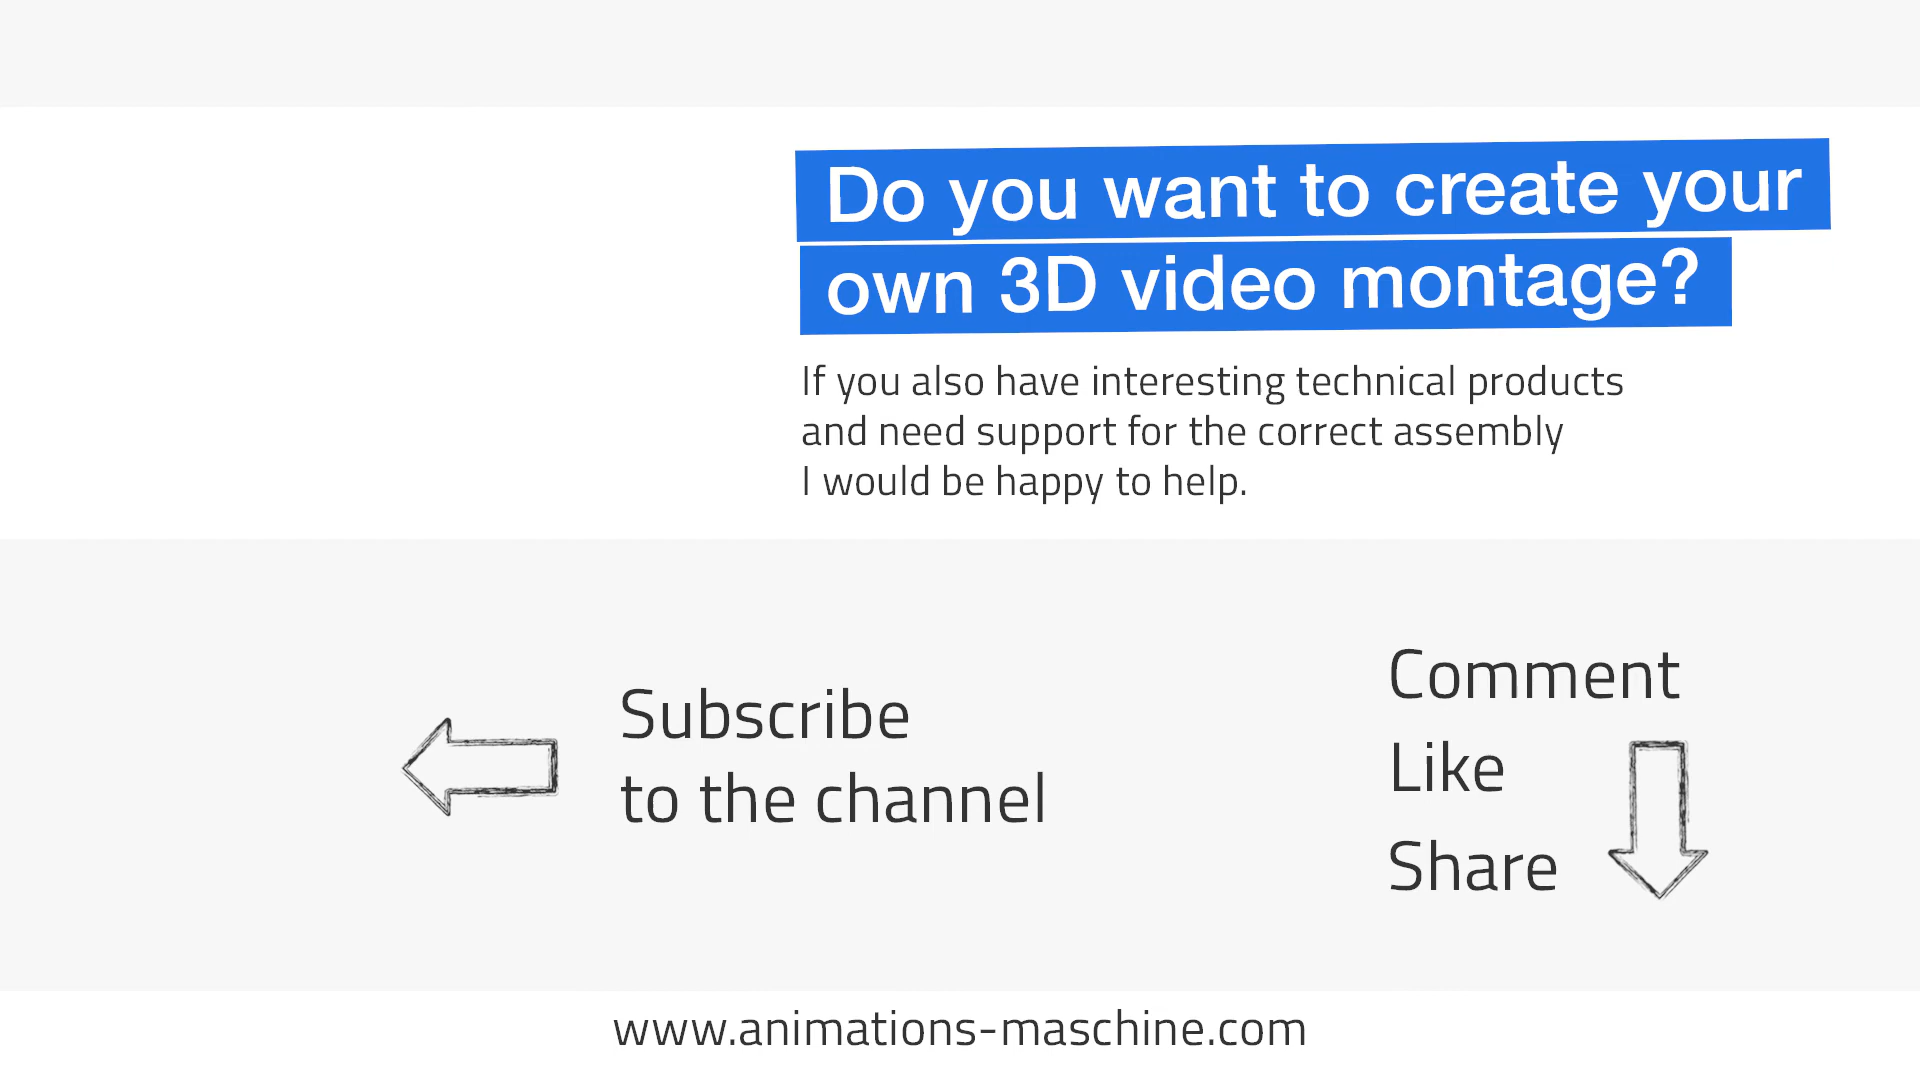 Do you want to create your
own 3D video montage?
If you also have interesting technical products
and need support for the correct assembly
I would be happy to help.
Subscribe
to the channel
Comment
Like
Share
www.animations-maschine.com